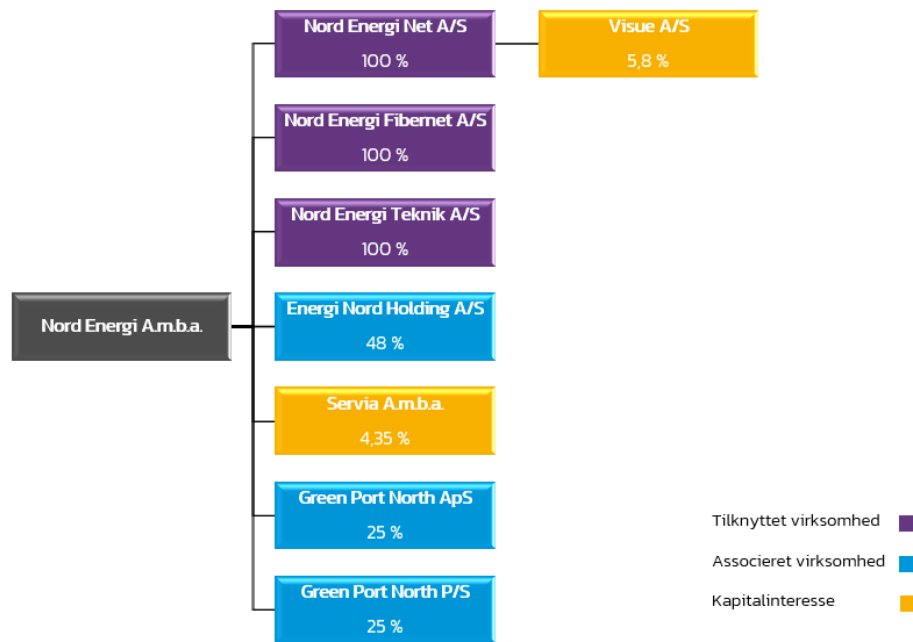 Nord Energi A.m.b.a.
Nord Energi Net A/S
100 %
Visue A/S
5,8 %
Nord Energi Fibernet A/S
100 %
Nord Energi Teknik A/S
100 %
Energi Nord Holding A/S
48 %
Servia A.m.b.a.
4,35 %
Green Port North ApS
25 %
Green Port North P/S
25 %
Tilknyttet virksomhed
Associeret virksomhed
Kapitalinteresse